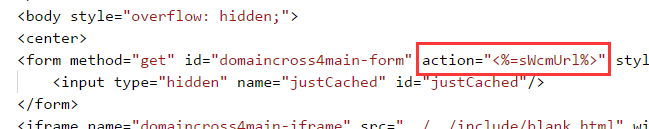 <body style="overflow: hidden;">
<center>
<form method="get" id="domaincross4main-form" action="<%=sWcmUrl%>" styl
<input type="hidden" name="justCached" id="justCached"/>
</form>
<iframe name="domaincross4main-iframe" src="../../include/blank.html" wi